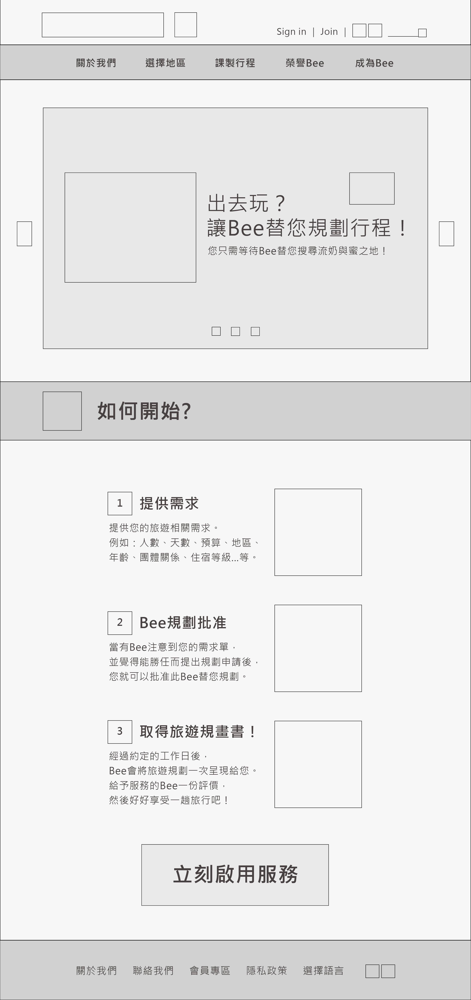 Sign in | Join |
關於我們 選擇地區 課製行程 榮譽Bee 成為Bee
出去玩？
讓Bee替您規劃行程！
您只需等待Bee替您搜尋流奶與蜜之地！
如何開始?
1 提供需求
提供您的旅遊相關需求。
例如：人數、天數、預算、地區、
年齡、團體關係、住宿等級...等。
2 Bee規劃批准
當有Bee注意到您的需求單，
並覺得能勝任而提出規劃申請後，
您就可以批准此Bee替您規劃。
3 取得旅遊規畫書！
經過約定的工作日後，
Bee會將旅遊規劃一次呈現給您。
給予服務的Bee一份評價，
然後好好享受一趟旅行吧！
立刻啟用服務
關於我們 聯絡我們 會員專區 隱私政策 選擇語言